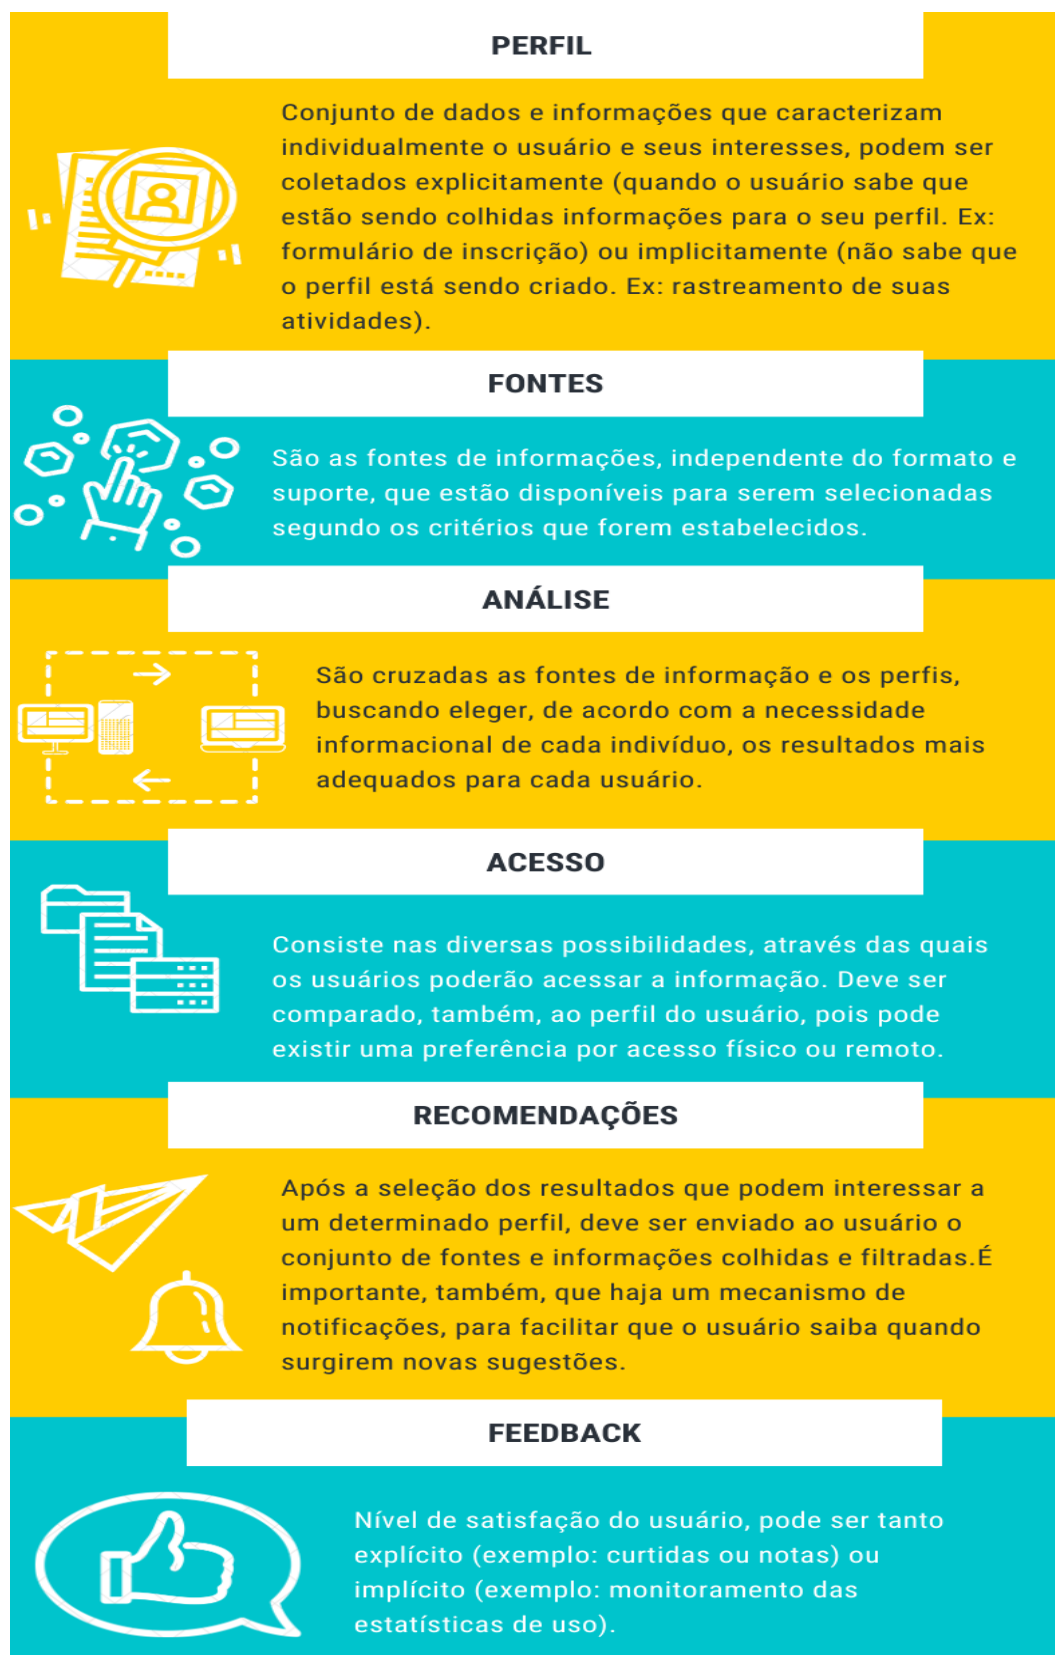 PERFIL
Conjunto de dados e informações que caracterizam
individualmente o usuário e seus interesses, podem ser
coletados explicitamente (quando o usuário sabe que
estão sendo colhidas informações para o seu perfil. Ex:
formulário de inscrição) ou implicitamente (não sabe que
o perfil está sendo criado. Ex: rastreamento de suas
atividades).
FONTES
São as fontes de informações, independente do formato e
suporte, que estão disponíveis para serem selecionadas
segundo os critérios que forem estabelecidos.
ANÁLISE
São cruzadas as fontes de informação e os perfis,
buscando eleger, de acordo com a necessidade
informacional de cada indivíduo, os resultados mais
adequados para cada usuário.
ACESSO
Consiste nas diversas possibilidades, através das quais
os usuários poderão acessar a informação. Deve ser
comparado, também, ao perfil do usuário, pois pode
existir uma preferência por acesso físico ou remoto.
RECOMENDAÇÕES
Após a seleção dos resultados que podem interessar a
um determinado perfil, deve ser enviado ao usuário o
conjunto de fontes e informações colhidas e filtradas.É
importante, também, que haja um mecanismo de
notificações, para facilitar que o usuário saiba quando
surgirem novas sugestões.
FEEDBACK
Nível de satisfação do usuário, pode ser tanto
explícito (exemplo: curtidas ou notas) ou
implícito (exemplo: monitoramento das
estatísticas de uso).